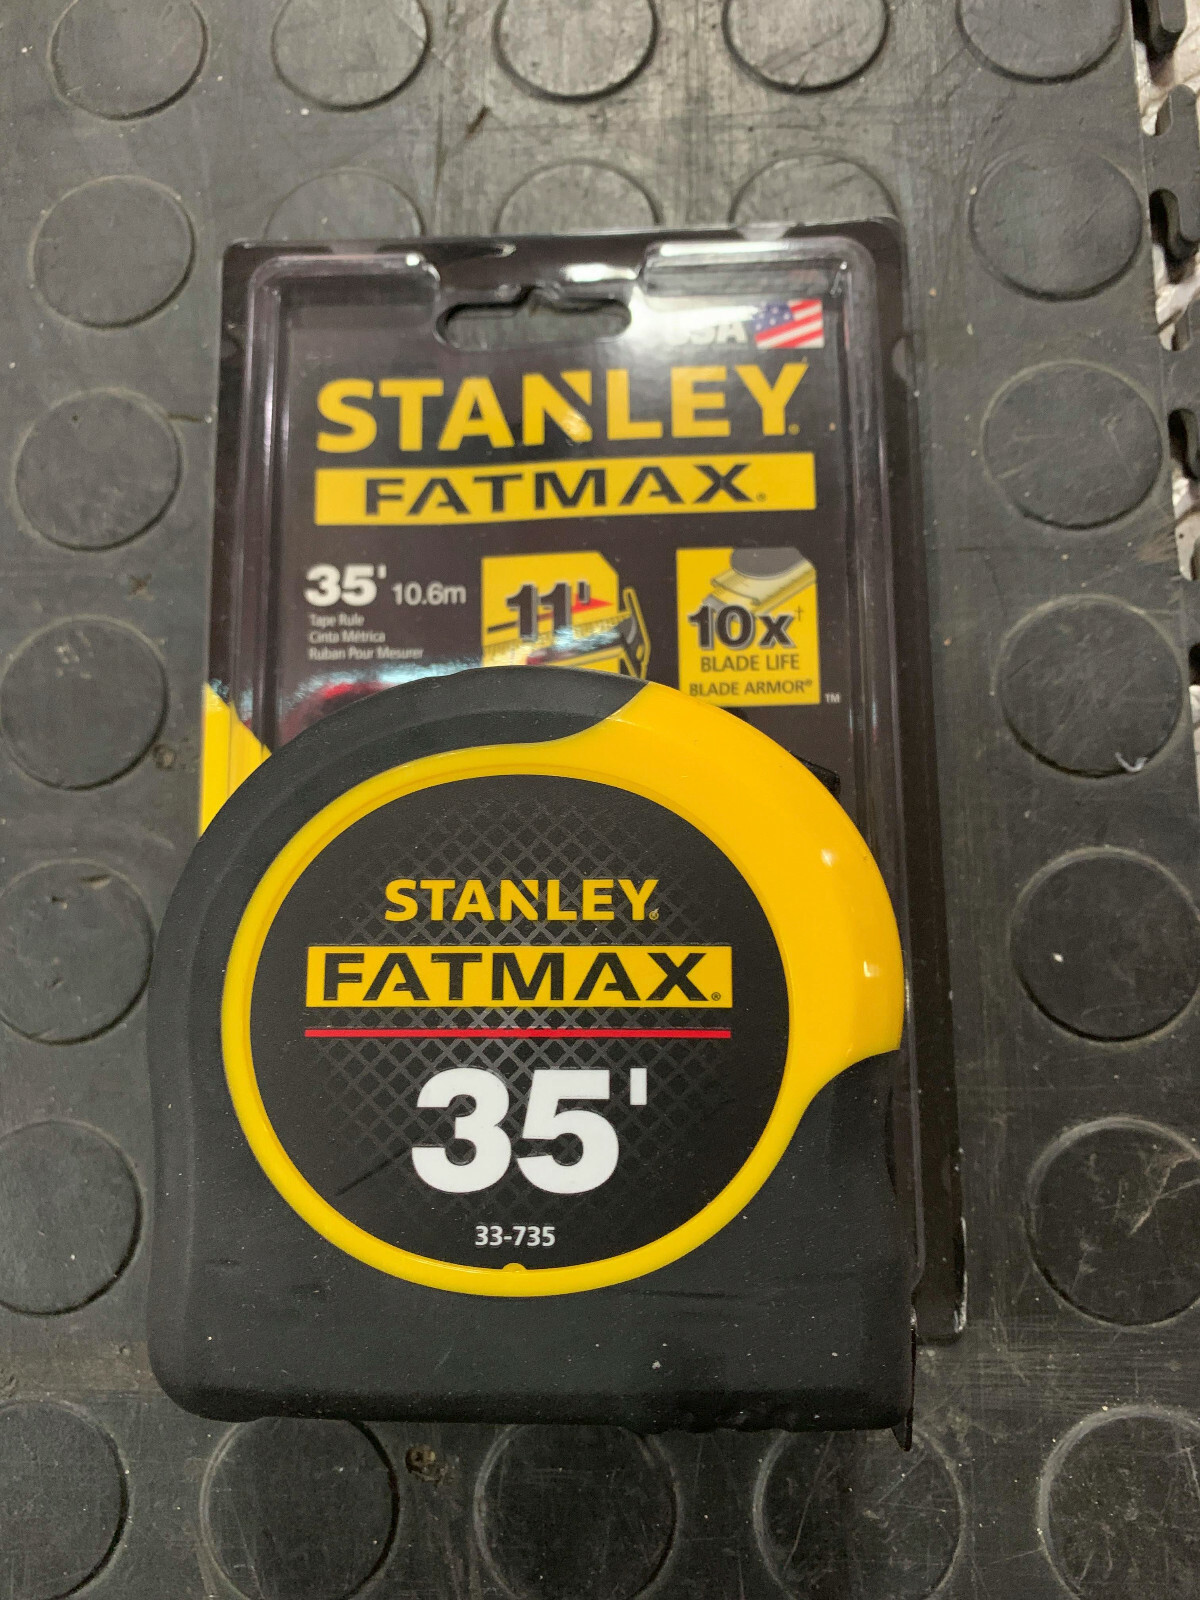 USA
STANLEY®
FATMAX®
35' 10.6m
Tape Rule
Cinta Métrica
Ruban Pour Mesurer
11'
10x†
BLADE LIFE
BLADE ARMOR®
™
STANLEY®
FATMAX®
35'
33-735